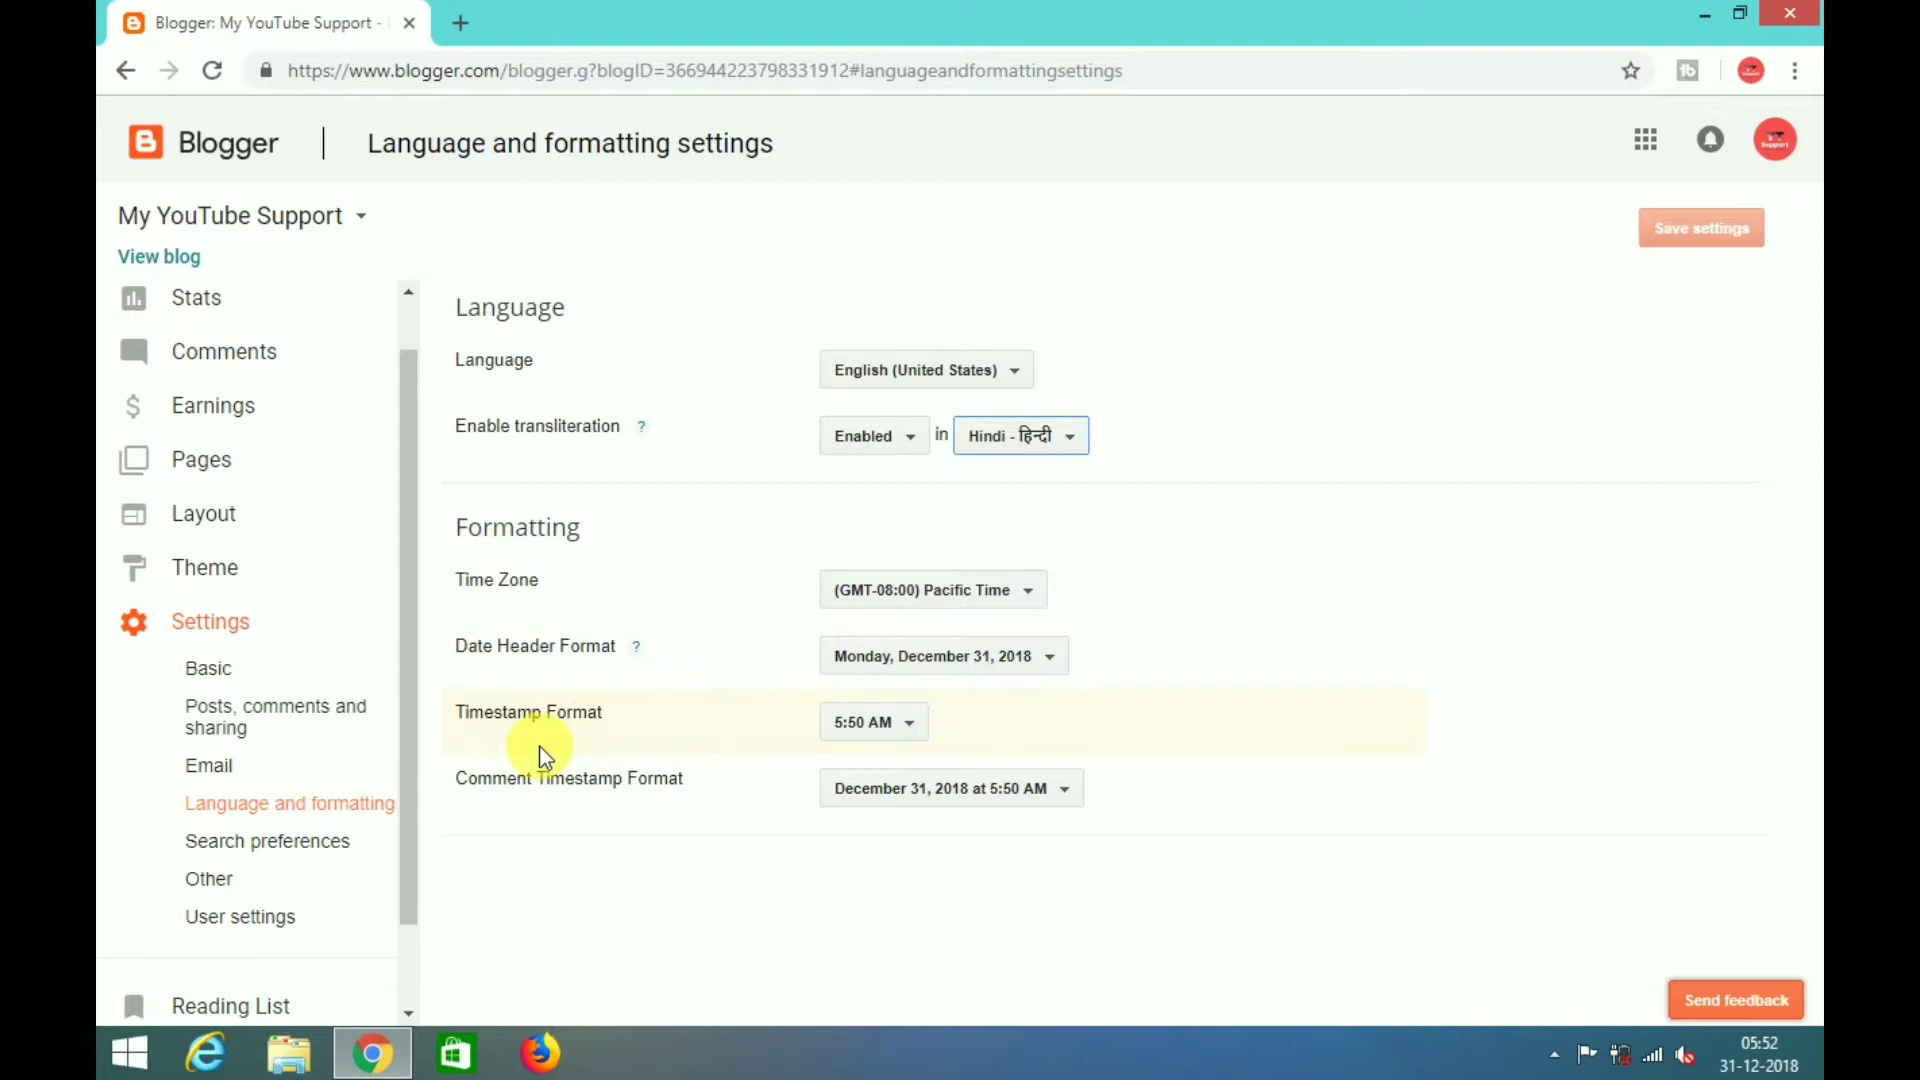 Blogger: My YouTube Support -
https://www.blogger.com/blogger.g?blogID=366944223798331912#languageandformattingsettings
Blogger
Language and formatting settings
My YouTube Support
Save settings
View blog
Stats
Comments
Earnings
Pages
Layout
Theme
Settings
Basic
Posts, comments and
sharing
Email
Language and formatting
Search preferences
Other
User settings
Reading List
Language
Language
English (United States)
Enable transliteration ?
Enabled in Hindi - हिन्दी
Formatting
Time Zone
(GMT-08:00) Pacific Time
Date Header Format ?
Monday, December 31, 2018
Timestamp Format
5:50 AM
Comment Timestamp Format
December 31, 2018 at 5:50 AM
Send feedback
05:52
31-12-2018